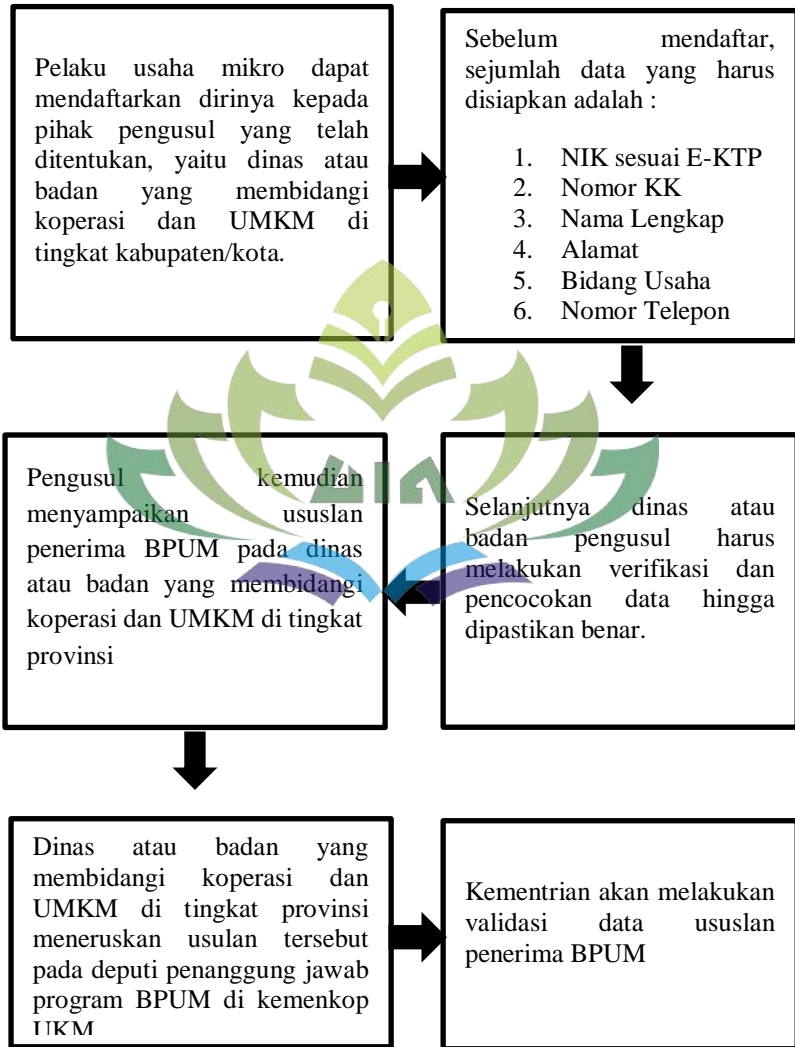 Pelaku usaha mikro dapat
mendaftarkan dirinya kepada
pihak pengusul yang telah
ditentukan, yaitu dinas atau
badan yang membidangi
koperasi dan UMKM di
tingkat kabupaten/kota.
Sebelum mendaftar,
sejumlah data yang harus
disiapkan adalah :
1. NIK sesuai E-KTP
2. Nomor KK
3. Nama Lengkap
4. Alamat
5. Bidang Usaha
6. Nomor Telepon
Selanjutnya dinas atau
badan pengusul harus
melakukan verifikasi dan
pencocokan data hingga
dipastikan benar.
Pengusul kemudian
menyampaikan ususlan
penerima BPUM pada dinas
atau badan yang membidangi
koperasi dan UMKM di tingkat
provinsi
Dinas atau badan yang
membidangi koperasi dan
UMKM di tingkat provinsi
meneruskan usulan tersebut
pada deputi penanggung jawab
program BPUM di kemenkop
UKM
Kementrian akan melakukan
validasi data ususlan
penerima BPUM